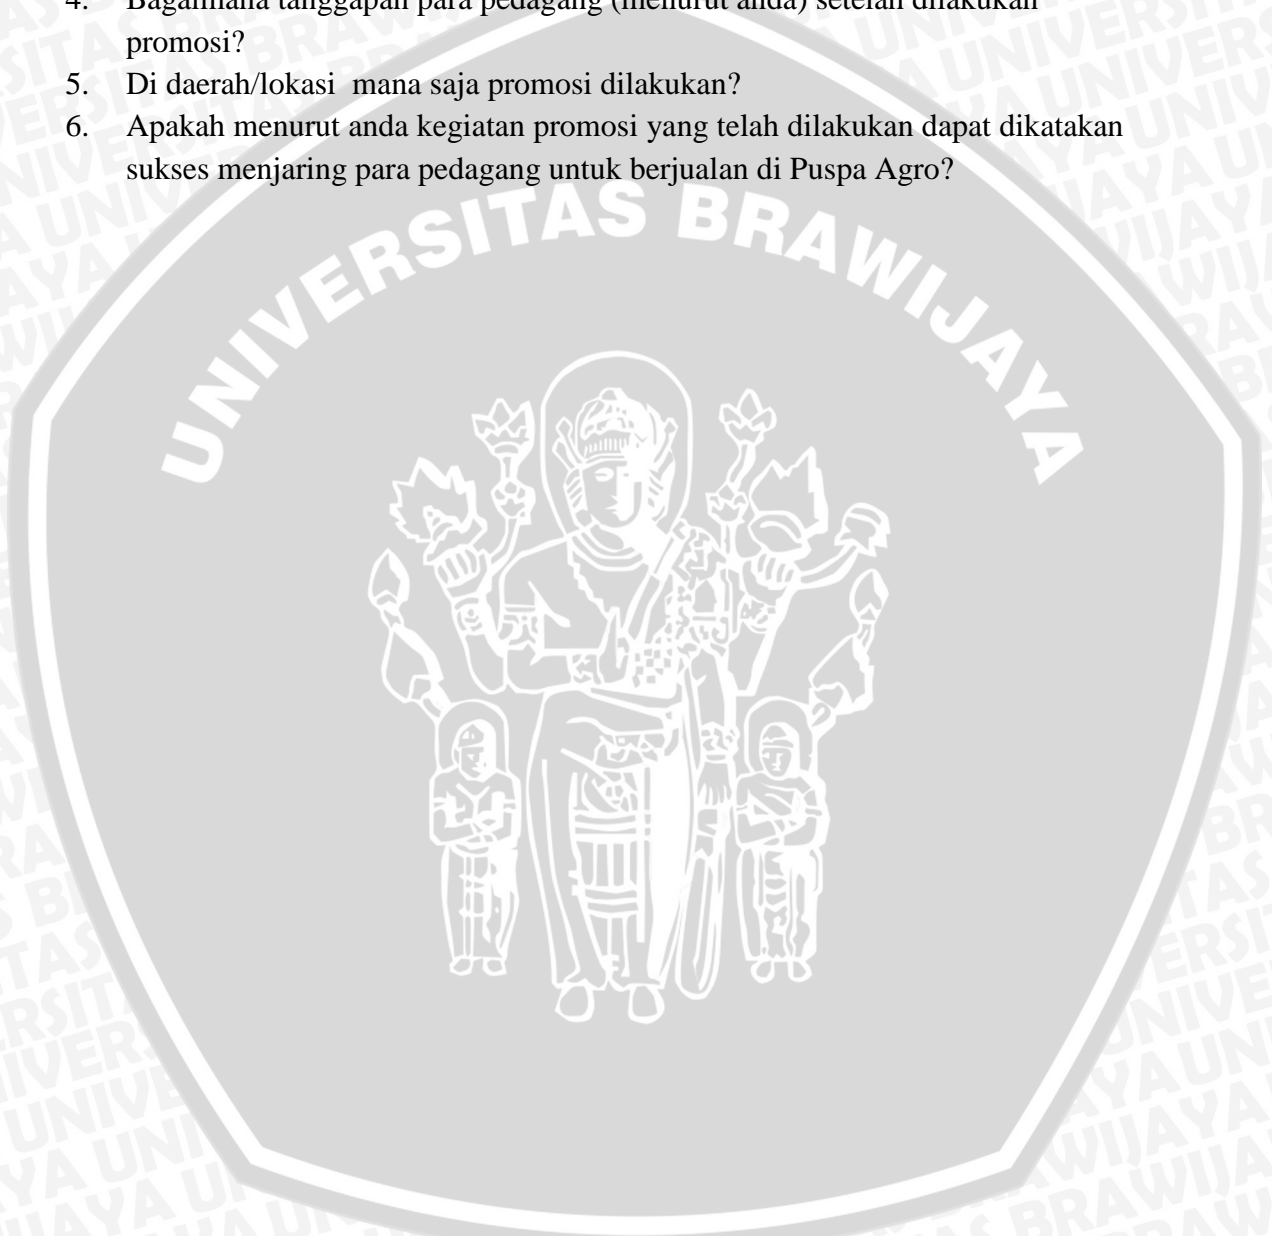 4. Bagaimana tanggapan para pedagang (menurut anda) setelah dilakukan
promosi?
5. Di daerah/lokasi mana saja promosi dilakukan?
6. Apakah menurut anda kegiatan promosi yang telah dilakukan dapat dikatakan
sukses menjaring para pedagang untuk berjualan di Puspa Agro?
UNIVERSITAS BRAWIJAYA